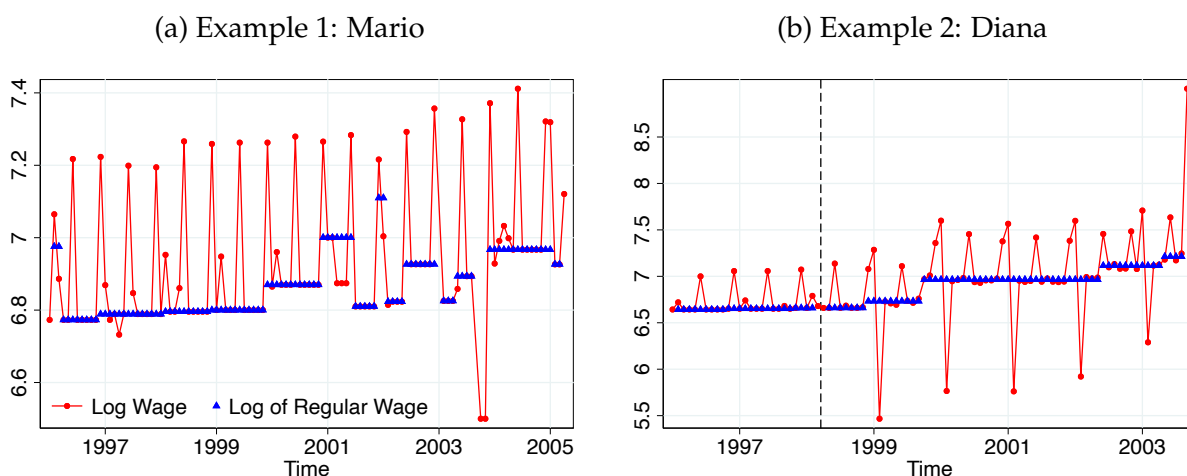 (a) Example 1: Mario
7.4
7.2
7
6.8
6.6
Log Wage
Log of Regular Wage
1997 1999 2001 2003 2005
Time
(b) Example 2: Diana
8.5
8
7.5
7
6.5
6
5.5
1997 1999 2001 2003
Time